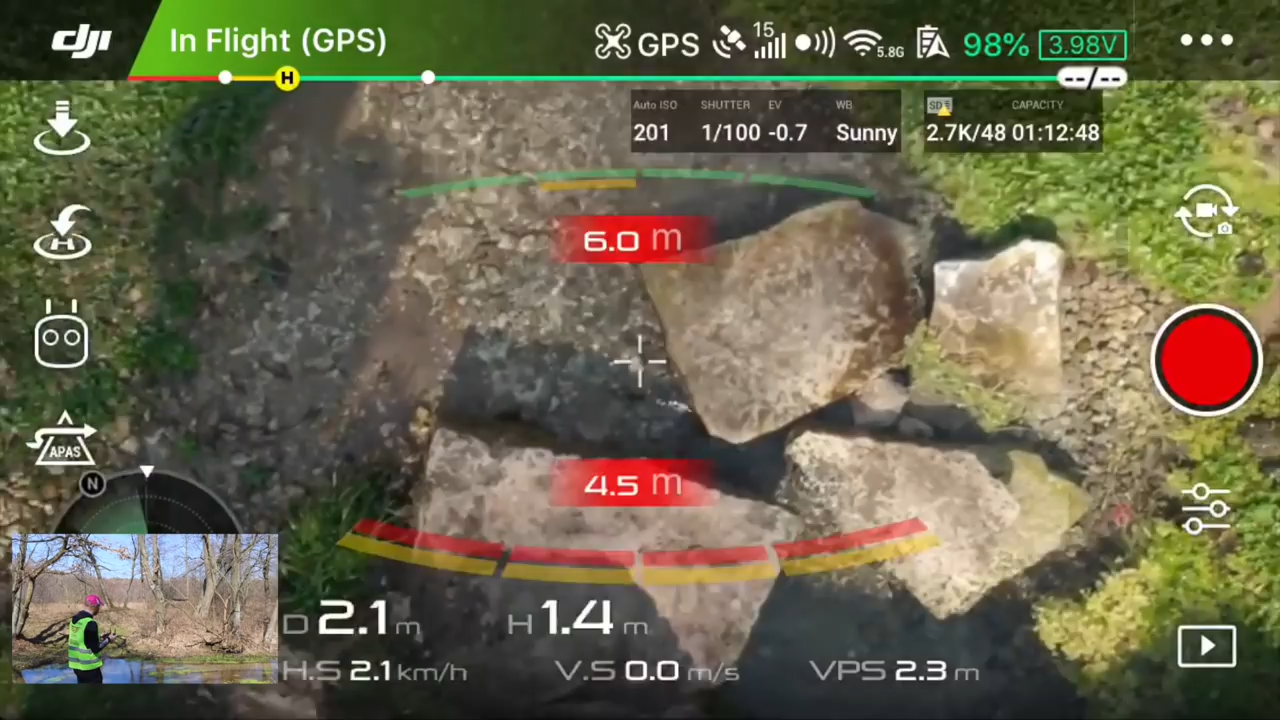 dji In Flight (GPS) GPS 15 5.8G 98% 3.98V
H --/--
Auto ISO SHUTTER EV WB SD CAPACITY
201 1/100 -0.7 Sunny 2.7K/48 01:12:48
6.0 m
H
APAS
N
4.5 m
D 2.1 m H 1.4 m
H.S 2.1 km/h V.S 0.0 m/s VPS 2.3 m